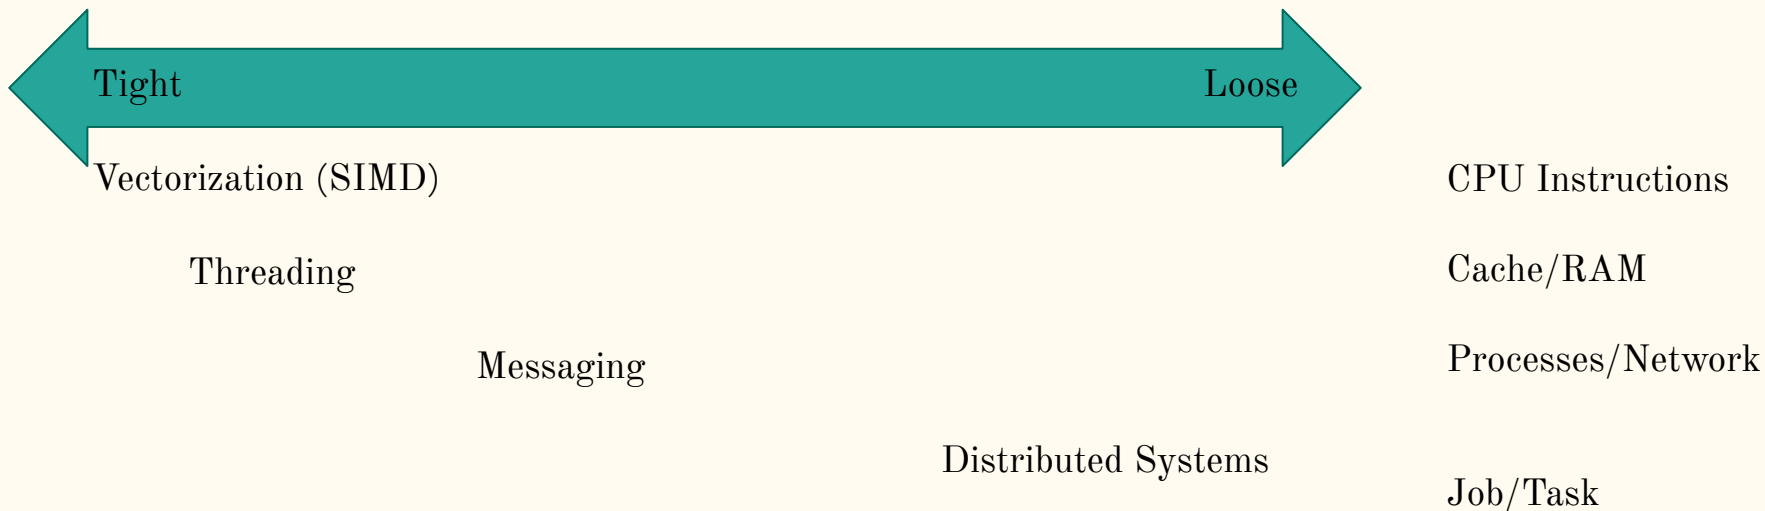 Tight Loose
Vectorization (SIMD) CPU Instructions
Threading Cache/RAM
Messaging Processes/Network
Distributed Systems
Job/Task